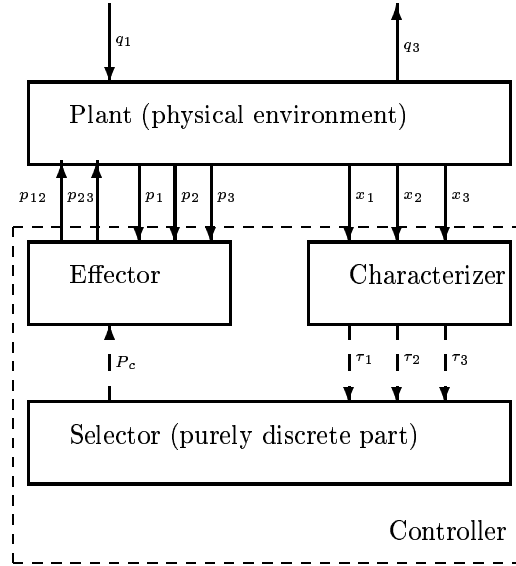 q₁ q₃
Plant (physical environment)
p₁₂ p₂₃ p₁ p₂ p₃ x₁ x₂ x₃
Effector Characterizer
P_c τ₁ τ₂ τ₃
Selector (purely discrete part)
Controller